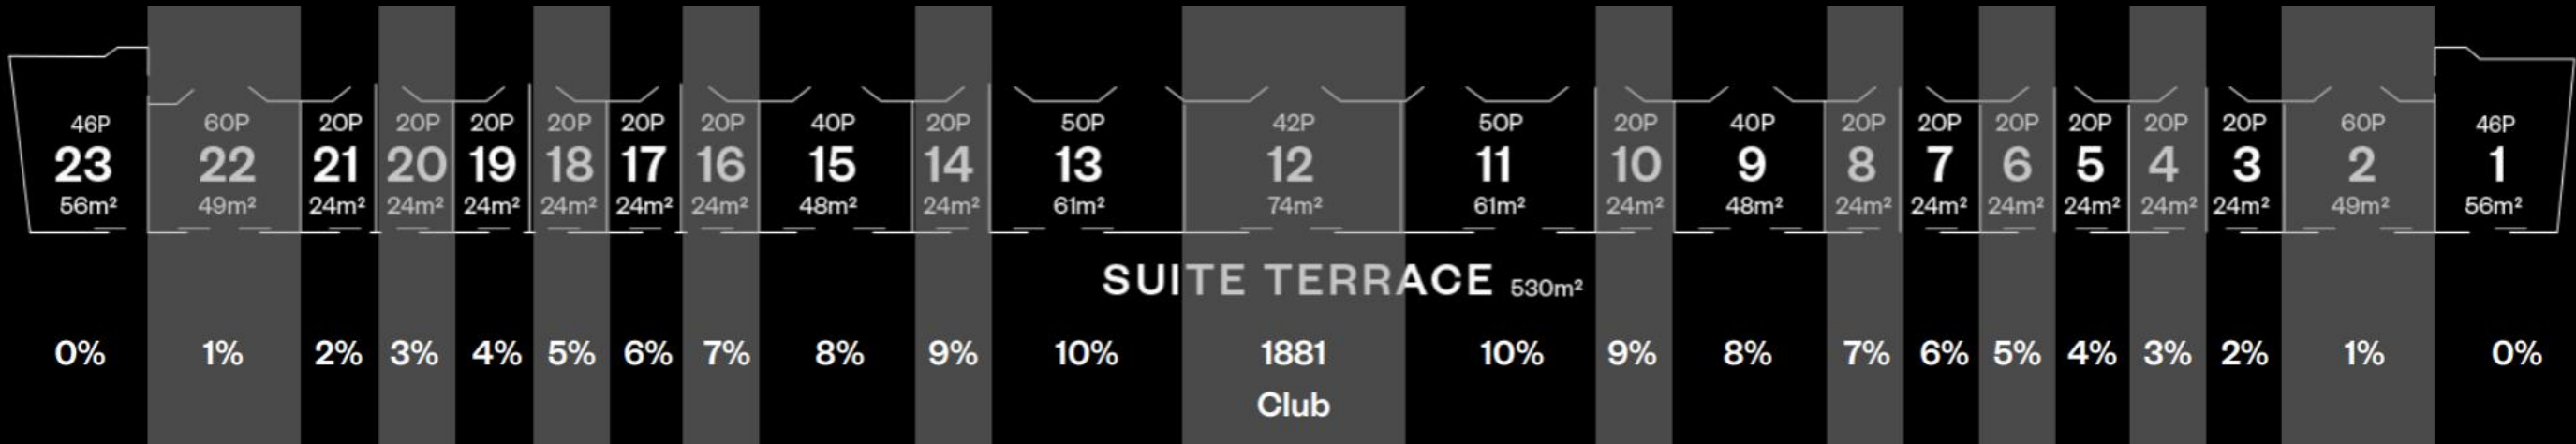 46P 60P 20P 20P 20P 20P 20P 20P 40P 20P 50P 42P 50P 20P 40P 20P 20P 20P 20P 20P 20P 60P 46P
23 22 21 20 19 18 17 16 15 14 13 12 11 10 9 8 7 6 5 4 3 2 1
56m² 49m² 24m² 24m² 24m² 24m² 24m² 24m² 48m² 24m² 61m² 74m² 61m² 24m² 48m² 24m² 24m² 24m² 24m² 24m² 24m² 49m² 56m²
SUITE TERRACE 530m²
0% 1% 2% 3% 4% 5% 6% 7% 8% 9% 10% 1881 10% 9% 8% 7% 6% 5% 4% 3% 2% 1% 0%
Club